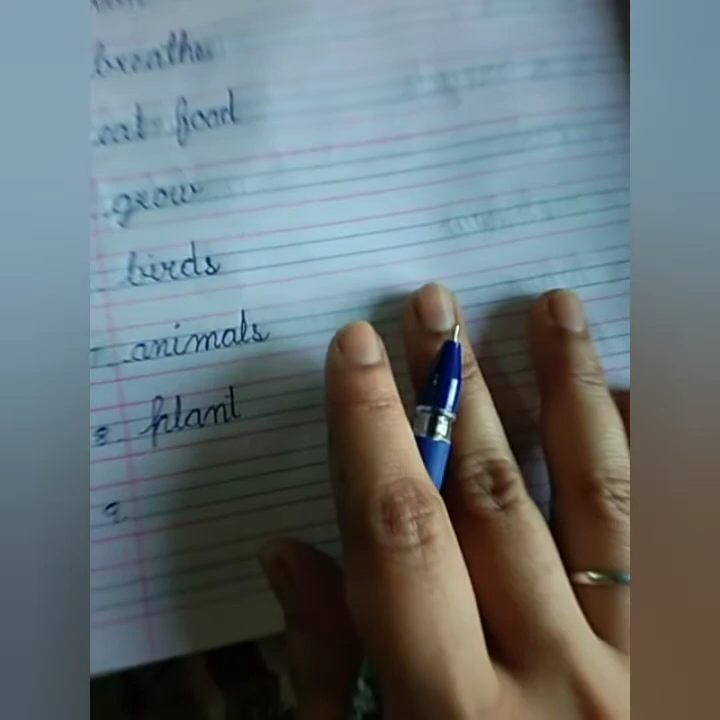 breathe
eat food
grow
birds
animals
8. plant
9.